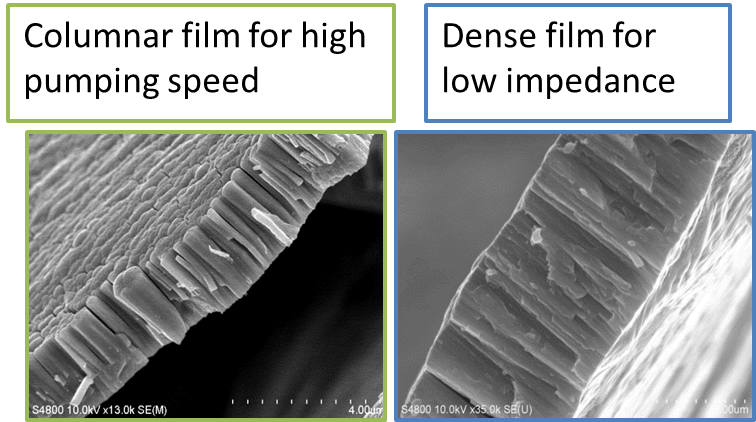 Columnar film for high
pumping speed
Dense film for
low impedance
S4800 10.0kV x13.0k SE(M)
4.00um
S4800 10.0kV x35.0k SE(U)